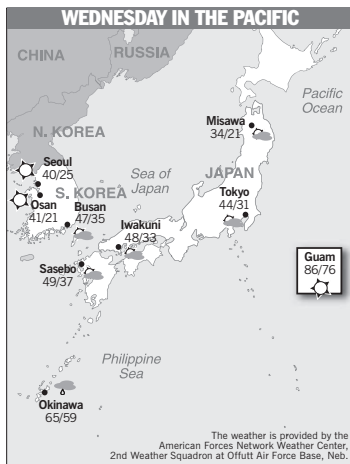 WEDNESDAY IN THE PACIFIC
CHINA
RUSSIA
Pacific
Ocean
N. KOREA
Misawa
34/21
Seoul
40/25
Sea of
Japan
JAPAN
S. KOREA
Osan
41/21
Busan
47/35
Tokyo
44/31
Iwakuni
48/33
Sasebo
49/37
Guam
86/76
Philippine
Sea
Okinawa
65/59
The weather is provided by the
American Forces Network Weather Center,
2nd Weather Squadron at Offutt Air Force Base, Neb.